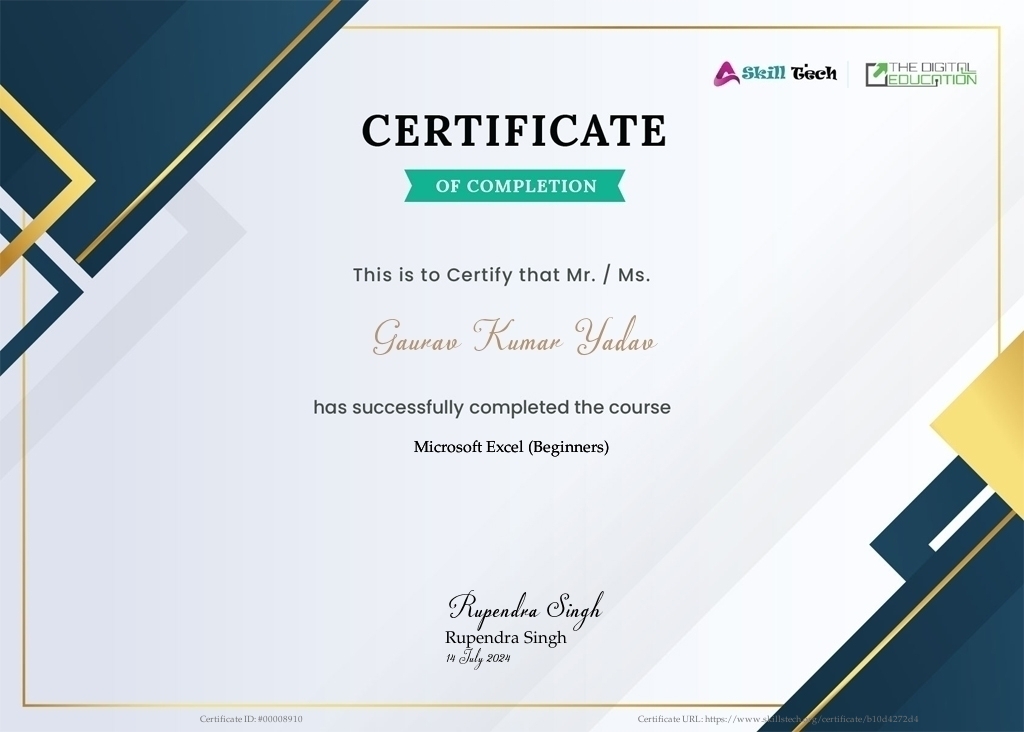 Skill Tech
THE DIGITAL
EDUCATION
CERTIFICATE
OF COMPLETION
This is to Certify that Mr. / Ms.
Gaurav Kumar Yadav
has successfully completed the course
Microsoft Excel (Beginners)
Rupendra Singh
Rupendra Singh
14 July 2024
Certificate ID: #00008910
Certificate URL: https://www.skillstech.org/certificate/b10d4272d4